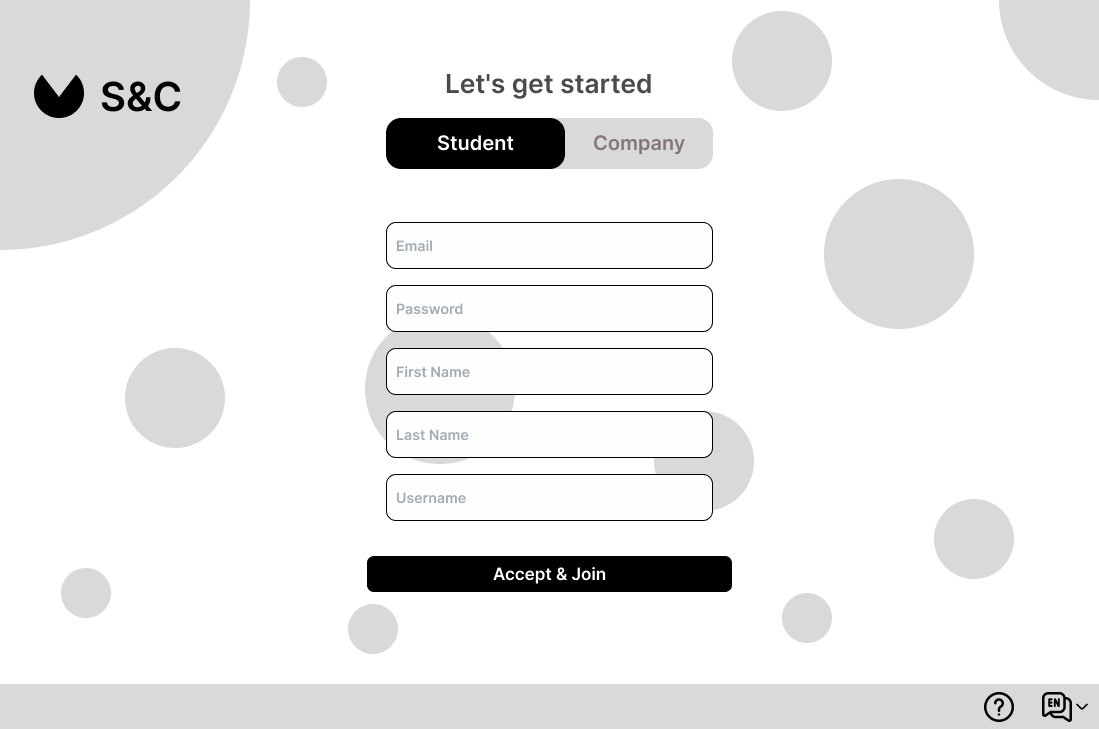 S&C
Let's get started
Student
Company
Email
Password
First Name
Last Name
Username
Accept & Join
?
EN